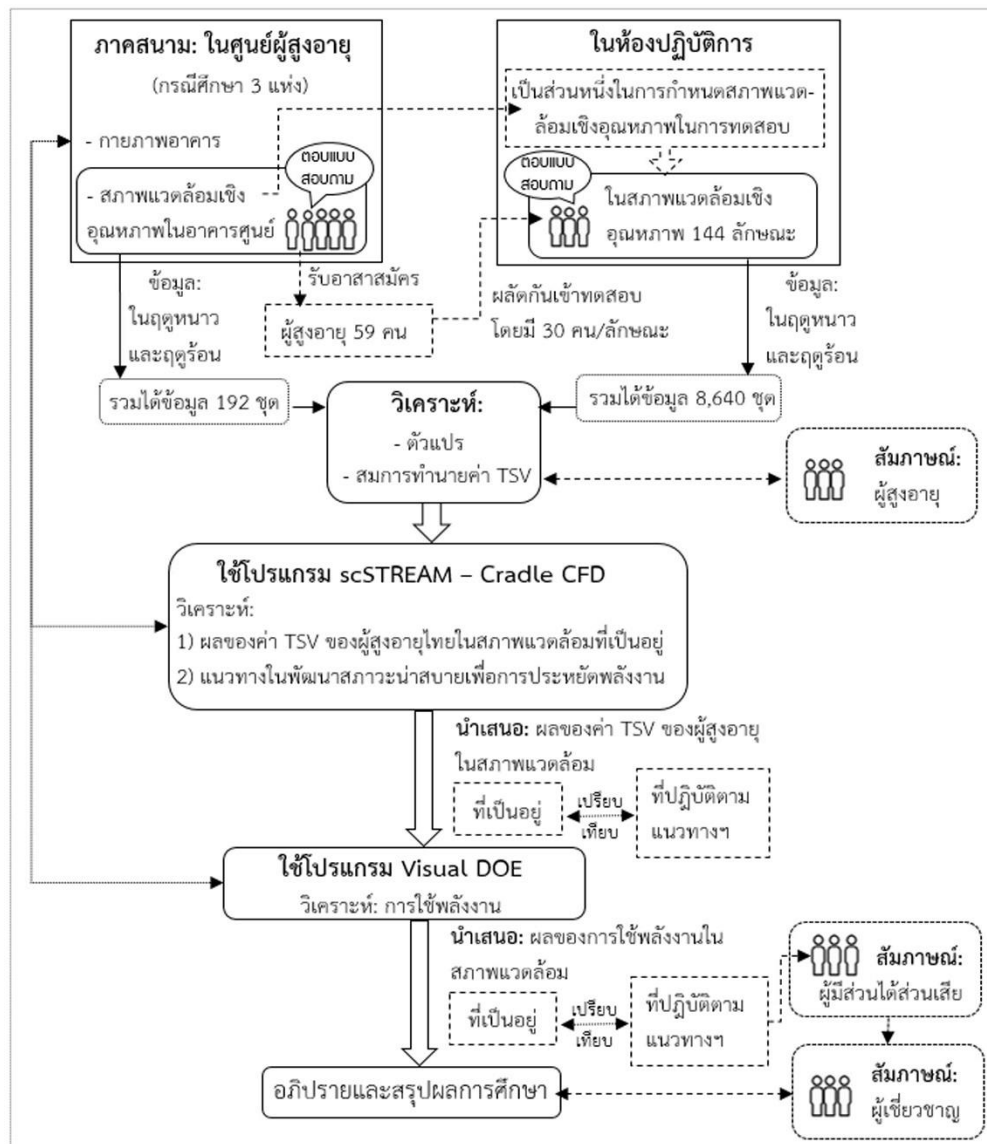 ภาคสนาม: ในศูนย์ผู้สูงอายุ
(กรณีศึกษา 3 แห่ง)
- กายภาพอาคาร
ตอบแบบ
สอบถาม
- สภาพแวดล้อมเชิง
อุณหภาพในอาคารศูนย์
ในห้องปฏิบัติการ
เป็นส่วนหนึ่งในการกำหนดสภาพแวด-
ล้อมเชิงอุณหภาพในการทดสอบ
ตอบแบบ
สอบถาม
ในสภาพแวดล้อมเชิง
อุณหภาพ 144 ลักษณะ
ข้อมูล:
ในฤดูหนาว
และฤดูร้อน
รับอาสาสมัคร
ผู้สูงอายุ 59 คน
ผลัดกันเข้าทดสอบ
โดยมี 30 คน/ลักษณะ
ข้อมูล:
ในฤดูหนาว
และฤดูร้อน
รวมได้ข้อมูล 192 ชุด
วิเคราะห์:
- ตัวแปร
- สมการทำนายค่า TSV
รวมได้ข้อมูล 8,640 ชุด
สัมภาษณ์:
ผู้สูงอายุ
ใช้โปรแกรม scSTREAM – Cradle CFD
วิเคราะห์:
1) ผลของค่า TSV ของผู้สูงอายุไทยในสภาพแวดล้อมที่เป็นอยู่
2) แนวทางในพัฒนาสภาวะน่าสบายเพื่อการประหยัดพลังงาน
นำเสนอ: ผลของค่า TSV ของผู้สูงอายุ
ในสภาพแวดล้อม
ที่เป็นอยู่
เปรียบ
เทียบ
ที่ปฏิบัติตาม
แนวทางฯ
ใช้โปรแกรม Visual DOE
วิเคราะห์: การใช้พลังงาน
นำเสนอ: ผลของการใช้พลังงานใน
สภาพแวดล้อม
ที่เป็นอยู่
เปรียบ
เทียบ
ที่ปฏิบัติตาม
แนวทางฯ
สัมภาษณ์:
ผู้มีส่วนได้ส่วนเสีย
อภิปรายและสรุปผลการศึกษา
สัมภาษณ์:
ผู้เชี่ยวชาญ